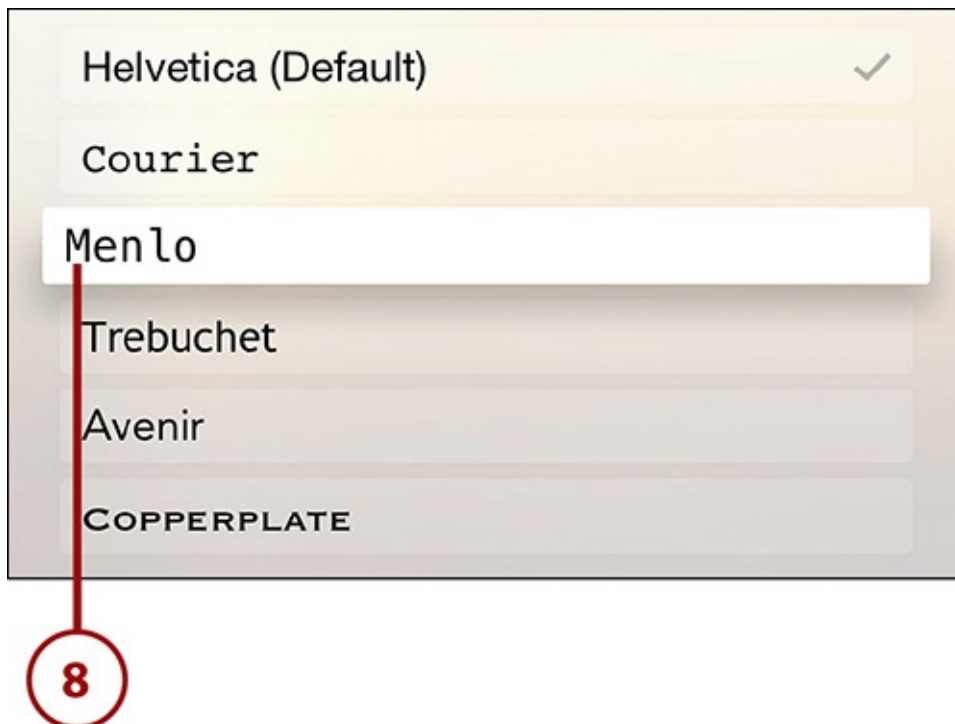 Helvetica (Default)
Courier
Menlo
Trebuchet
Avenir
COPPERPLATE
8